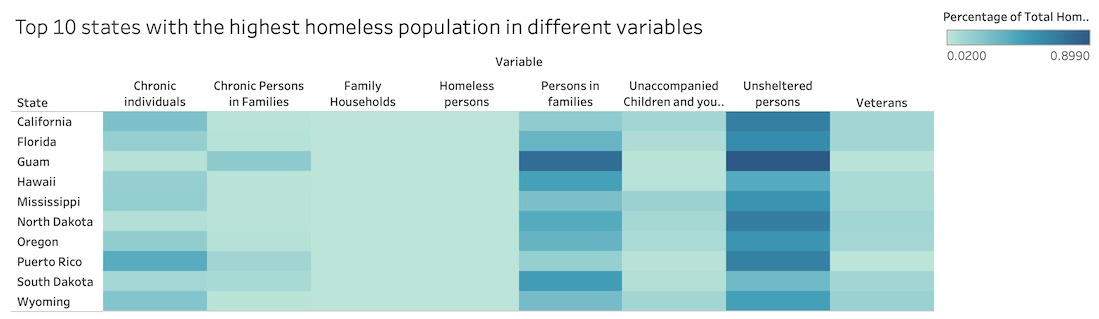 Top 10 states with the highest homeless population in different variables
Percentage of Total Hom..
0.0200 0.8990
Variable
State
Chronic
individuals
Chronic Persons
in Families
Family
Households
Homeless
persons
Persons in
families
Unaccompanied
Children and you..
Unsheltered
persons
Veterans
California
Florida
Guam
Hawaii
Mississippi
North Dakota
Oregon
Puerto Rico
South Dakota
Wyoming